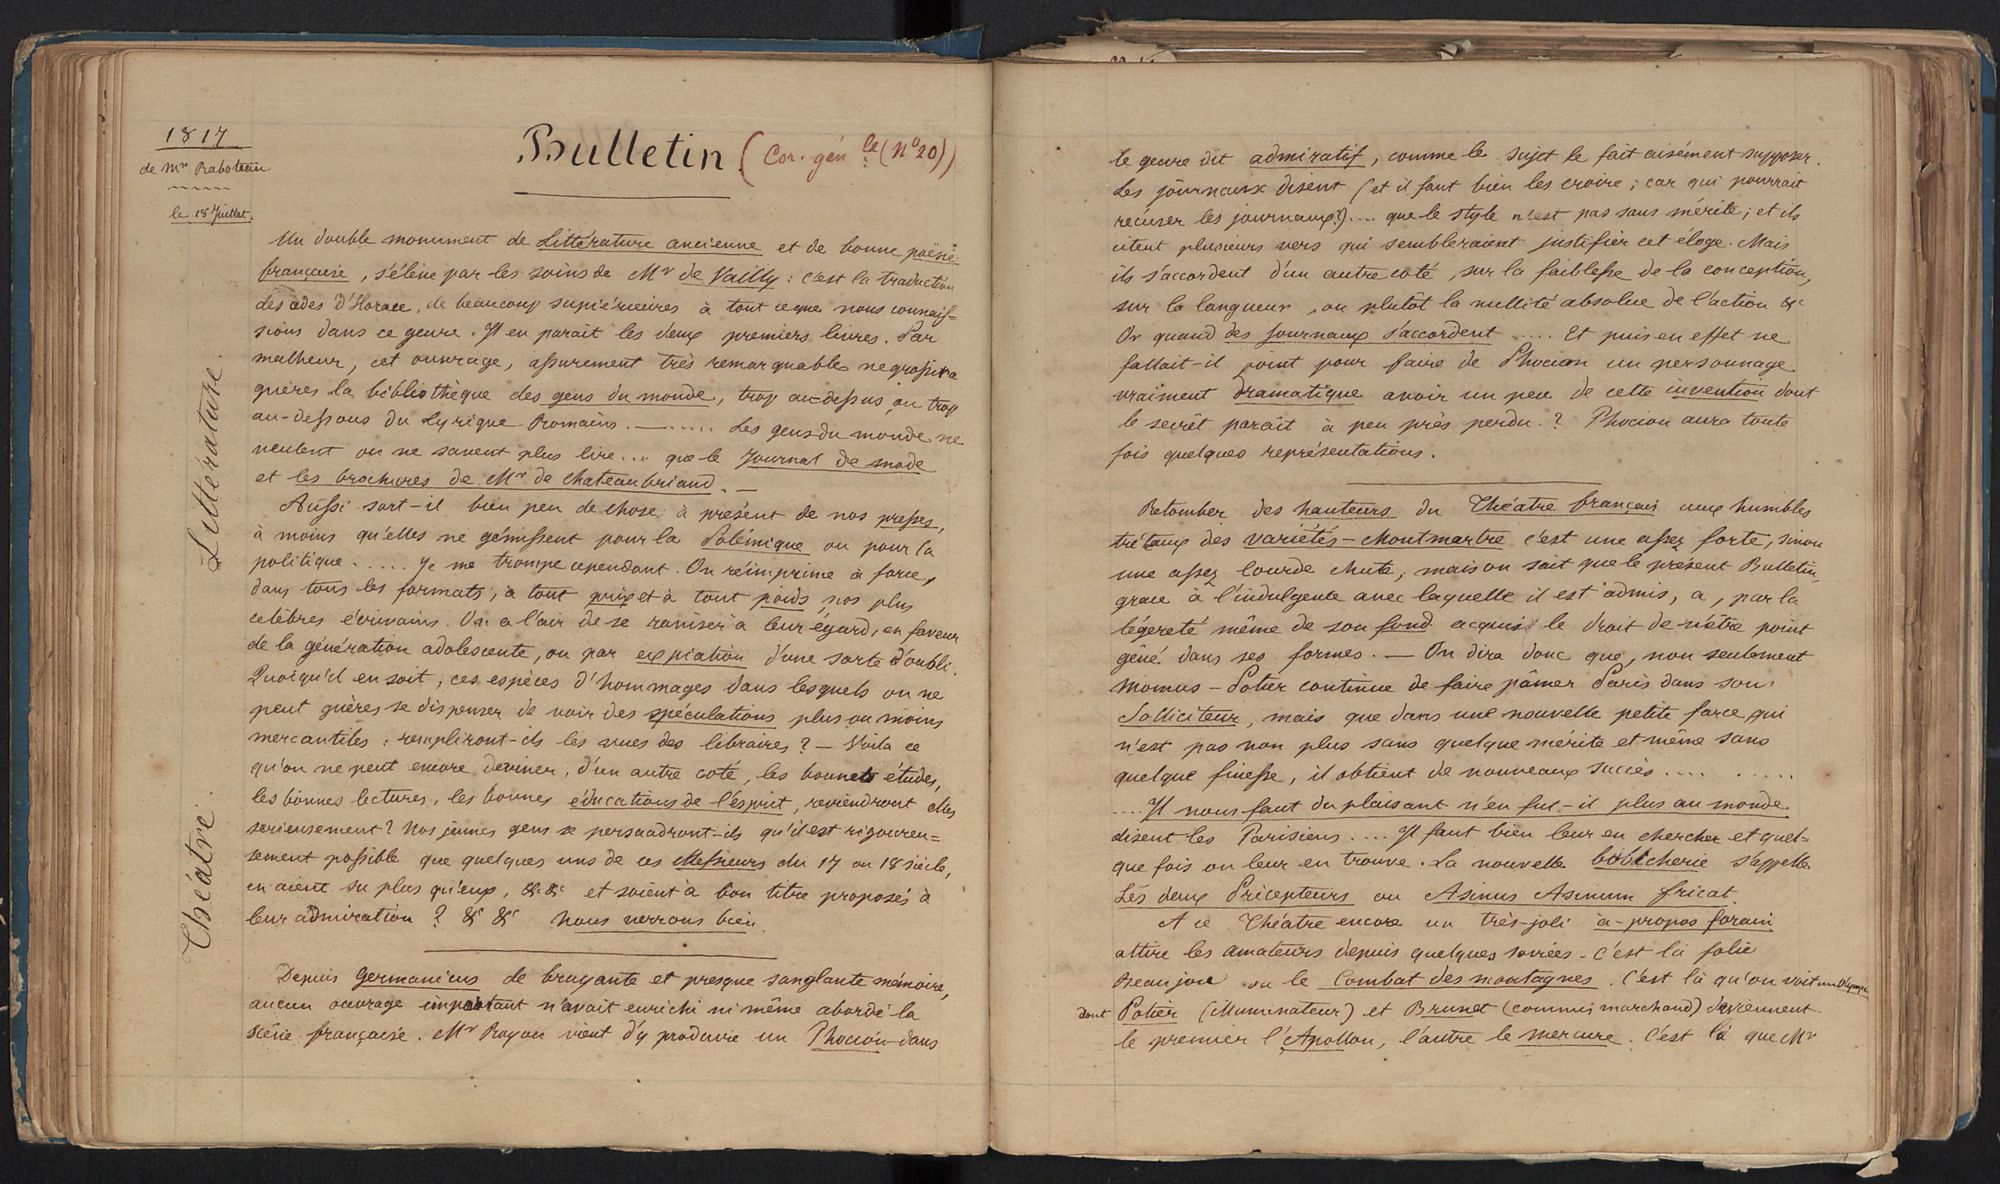 1817
de Mr Raboteau
le 18 Juillet.
Bulletin (Cor. génle (No 20))
Littérature.
Un double monument de Littérature ancienne et de bonne poësie
française, s'élève par les soins de Mr de Vailly : c'est la traduction
des odes d'Horace, de beaucoup supérieures à tout ce que nous connais-
sions dans ce genre. Il en parait les deux premiers livres. Par
malheur, cet ouvrage, assurement très remarquable ne grossira
guères la bibliothèque des gens du monde, trop au-dessus ou trop
au-dessous du Lyrique Romains. — ..... Les gens du monde ne
veulent ou ne savent plus lire... que le Journal de mode
et les brochures de Mr de Chateaubriand. —
Aussi sort-il bien peu de chose à présent de nos presses,
à moins qu'elles ne gémissent pour la Polémique ou pour la
politique ..... Je me trompe cependant. On réimprime à force,
dans tous les formats, à tout prix et à tout poids nos plus
célèbres écrivains. On a l'air de se raviser à leur égard, en faveur
de la génération adolescente, ou par expiation d'une sorte d'oubli.
Quoiqu'il en soit, ces espèces d'hommages dans lesquels on ne
peut guères se dispenser de voir des spéculations plus ou moins
mercantiles : rempliront-ils les vues des libraires ? — Voila ce
qu'on ne peut encore deviner, d'un autre coté, les bonnets études,
les bonnes lectures, les bonnes éducations de l'esprit, reviendront elles
serieusement ? Nos jeunes gens se persuadront-ils qu'il est rigoureu=
sement possible que quelques uns de ces Messieurs du 17 ou 18 siècle,
en aient su plus qu'eux, &c &c et soient à bon titre proposés à
leur admiration ? &c &c Nous verrons bien.
Théâtre.
Depuis Germanicus de bruyante et presque sanglante mémoire,
aucun ouvrage important n'avait enrichi ni même abordé la
scène française. Mr Royou vient d'y produire un Phocion dans
le genre dit admiratif, comme le sujet le fait aisément supposer.
Les journaux disent (et il faut bien les croire ; car qui pourrait
recuser les journaux ?).... que le style n'est pas sans mérite ; et ils
citent plusieurs vers qui sembleraient justifier cet éloge. Mais
ils s'accordent d'un autre coté, sur la faiblesse de la conception,
sur la langueur, ou plutôt la nullité absolue de l'action &c
Or quand des Journaux s'accordent .... Et puis en effet ne
fallait-il point pour faire de Phocion un personnage
vraiment dramatique avoir un peu de cette invention dont
le secrêt parait à peu près perdu. ? Phocion aura toute
fois quelques représentations.
Retomber des hauteurs du Théatre français aux humbles
trétaux des variétés-Montmartre c'est une assez forte, sinon
une assez lourde chute, mais on sait que le présent Bulletin,
grace à l'indulgente avec laquelle il est admis, a, par la
légereté même de son fond acquis le droit de n'etre point
gêné dans ses formes. — On dira donc que, non seulement
Momus-Potier continue de faire pâmer Paris dans son
Solliciteur, mais que dans une nouvelle petite farce, qui
n'est pas non plus sans quelque mérite et même sans
quelque finesse, il obtient de nouveaux succès .... ....
.... Il nous faut du plaisant n'en fut-il plus au monde
disent les Parisiens .... Il faut bien leur en chercher et quel=
que fois on leur en trouve. La nouvelle s'appelle
Les deux Précepteurs ou Asinus Asinum fricat.
A ce Théâtre encore un très-joli à-propos forain
attire les amateurs depuis quelques soirées. C'est la folie
Beaujou ou le Combat des montagnes. C'est là qu'on voit un Olympe
dont Potier (Illuminateur) et Brunet (commis marchand) deviennent
le premier l'Apollon, l'autre le mercure. C'est là que Mr